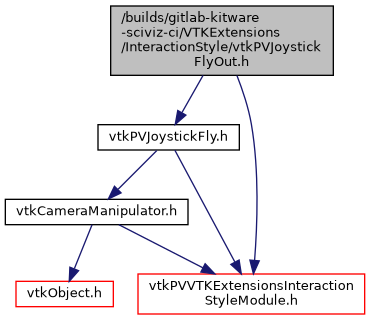 /builds/gitlab-kitware
-sciviz-ci/VTKExtensions
/InteractionStyle/vtkPVJoystick
FlyOut.h
vtkPVJoystickFly.h
vtkCameraManipulator.h
vtkObject.h
vtkPVVTKExtensionsInteraction
StyleModule.h